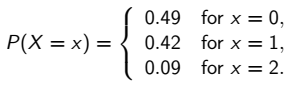 0.49 for x = 0,
P(X = x) = { 0.42 for x = 1,
0.09 for x = 2.